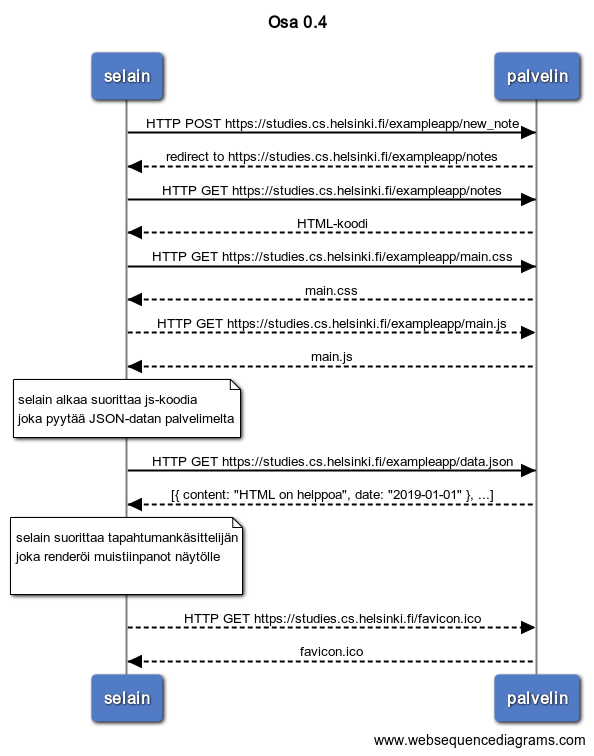 Osa 0.4
selain
palvelin
HTTP POST https://studies.cs.helsinki.fi/exampleapp/new_note
redirect to https://studies.cs.helsinki.fi/exampleapp/notes
HTTP GET https://studies.cs.helsinki.fi/exampleapp/notes
HTML-koodi
HTTP GET https://studies.cs.helsinki.fi/exampleapp/main.css
main.css
HTTP GET https://studies.cs.helsinki.fi/exampleapp/main.js
main.js
selain alkaa suorittaa js-koodia
joka pyytää JSON-datan palvelimelta
HTTP GET https://studies.cs.helsinki.fi/exampleapp/data.json
[{ content: "HTML on helppoa", date: "2019-01-01" }, ...]
selain suorittaa tapahtumankäsittelijän
joka renderöi muistiinpanot näytölle
HTTP GET https://studies.cs.helsinki.fi/favicon.ico
favicon.ico
selain
palvelin
www.websequencediagrams.com